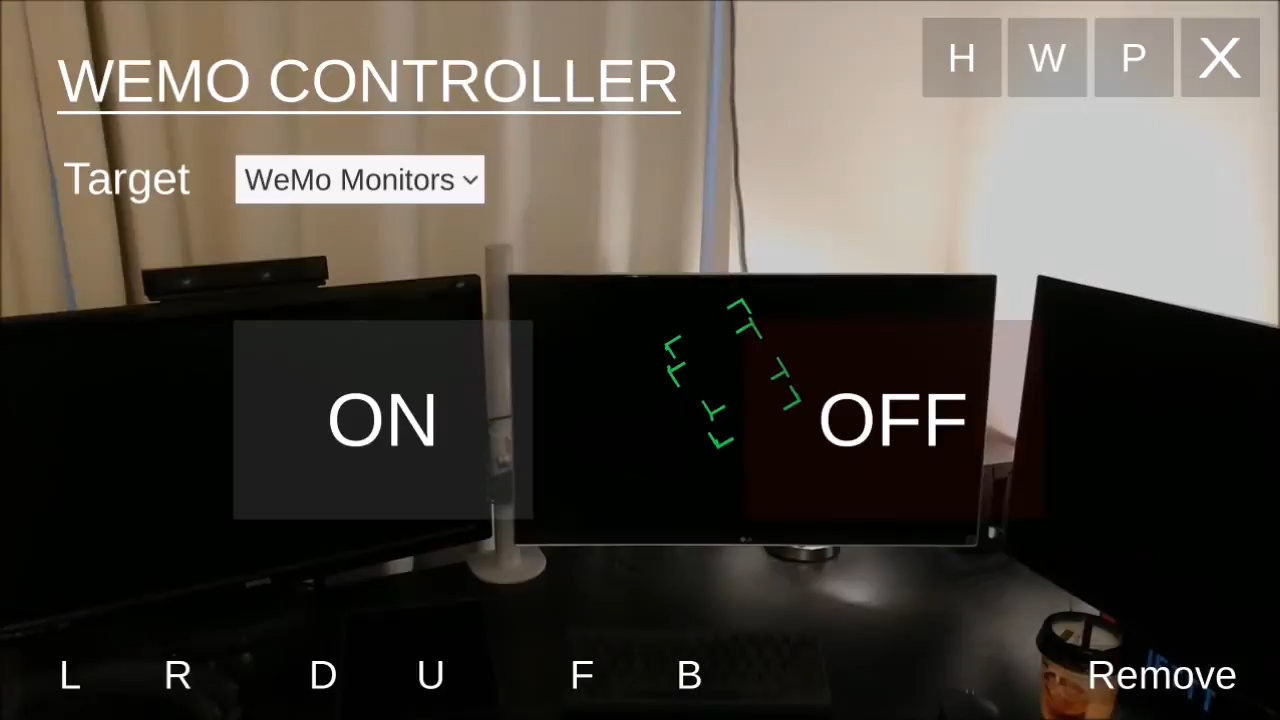 WEMO CONTROLLER
H W P X
Target WeMo Monitors
ON OFF
L R D U F B Remove